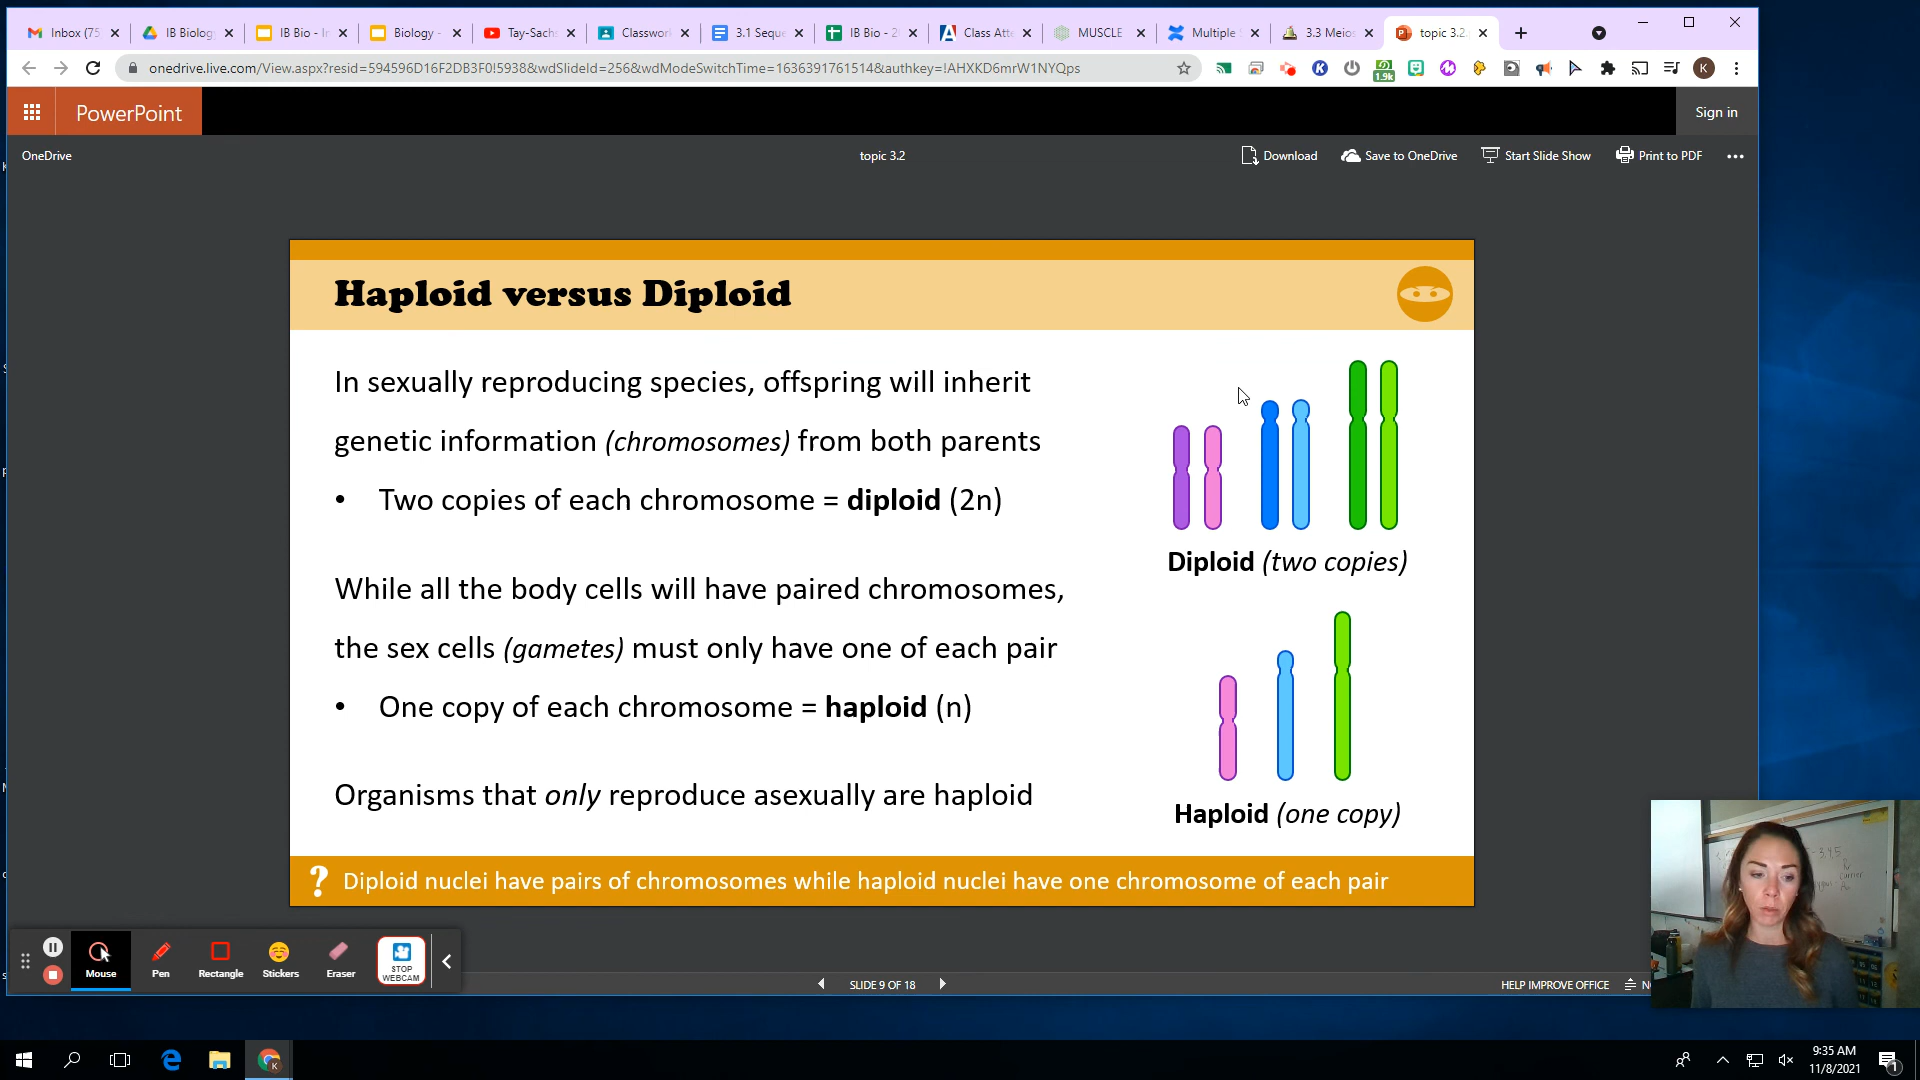 Inbox (75
IB Biolog
IB Bio - I
Biology -
Tay-Sachs
Classwork
3.1 Seque
IB Bio - 2
Class Atte
MUSCLE
Multiple
3.3 Meios
topic 3.2.
onedrive.live.com/View.aspx?resid=594596D16F2DB3F0!5938&wdSlideId=256&wdModeSwitchTime=1636391761514&authkey=!AHXKD6mrW1NYQps
1.9k
K
PowerPoint
Sign in
OneDrive
topic 3.2
Download
Save to OneDrive
Start Slide Show
Print to PDF
Haploid versus Diploid
In sexually reproducing species, offspring will inherit
genetic information (chromosomes) from both parents
• Two copies of each chromosome = diploid (2n)
While all the body cells will have paired chromosomes,
the sex cells (gametes) must only have one of each pair
• One copy of each chromosome = haploid (n)
Organisms that only reproduce asexually are haploid
Diploid (two copies)
Haploid (one copy)
? Diploid nuclei have pairs of chromosomes while haploid nuclei have one chromosome of each pair
Mouse
Pen
Rectangle
Stickers
Eraser
STOP
WEBCAM
SLIDE 9 OF 18
HELP IMPROVE OFFICE
9:35 AM
11/8/2021
1